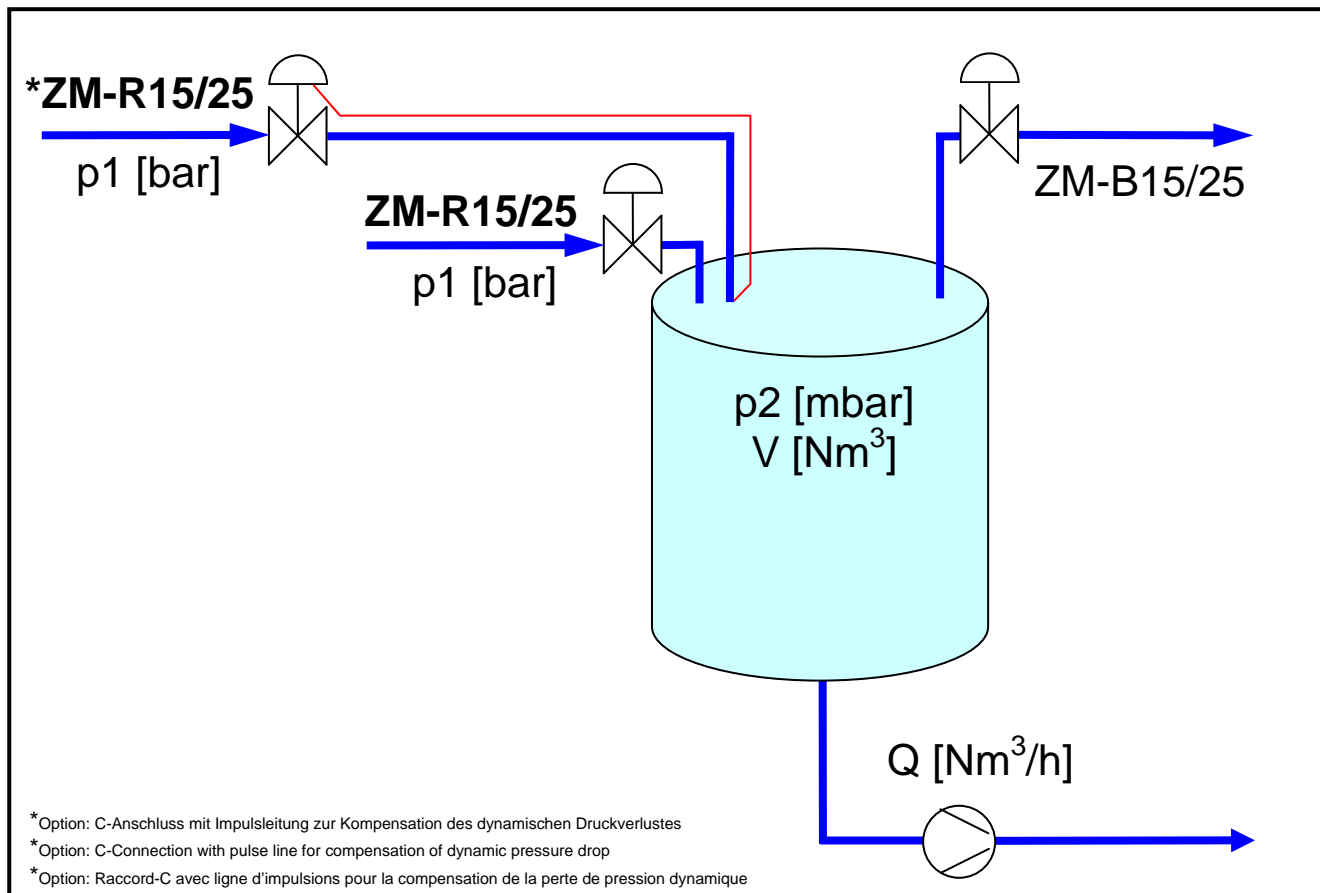 *ZM-R15/25
p1 [bar]
ZM-R15/25
p1 [bar]
ZM-B15/25
p2 [mbar]
V [Nm³]
Q [Nm³/h]
*Option: C-Anschluss mit Impulsleitung zur Kompensation des dynamischen Druckverlustes
*Option: C-Connection with pulse line for compensation of dynamic pressure drop
*Option: Raccord-C avec ligne d'impulsions pour la compensation de la perte de pression dynamique